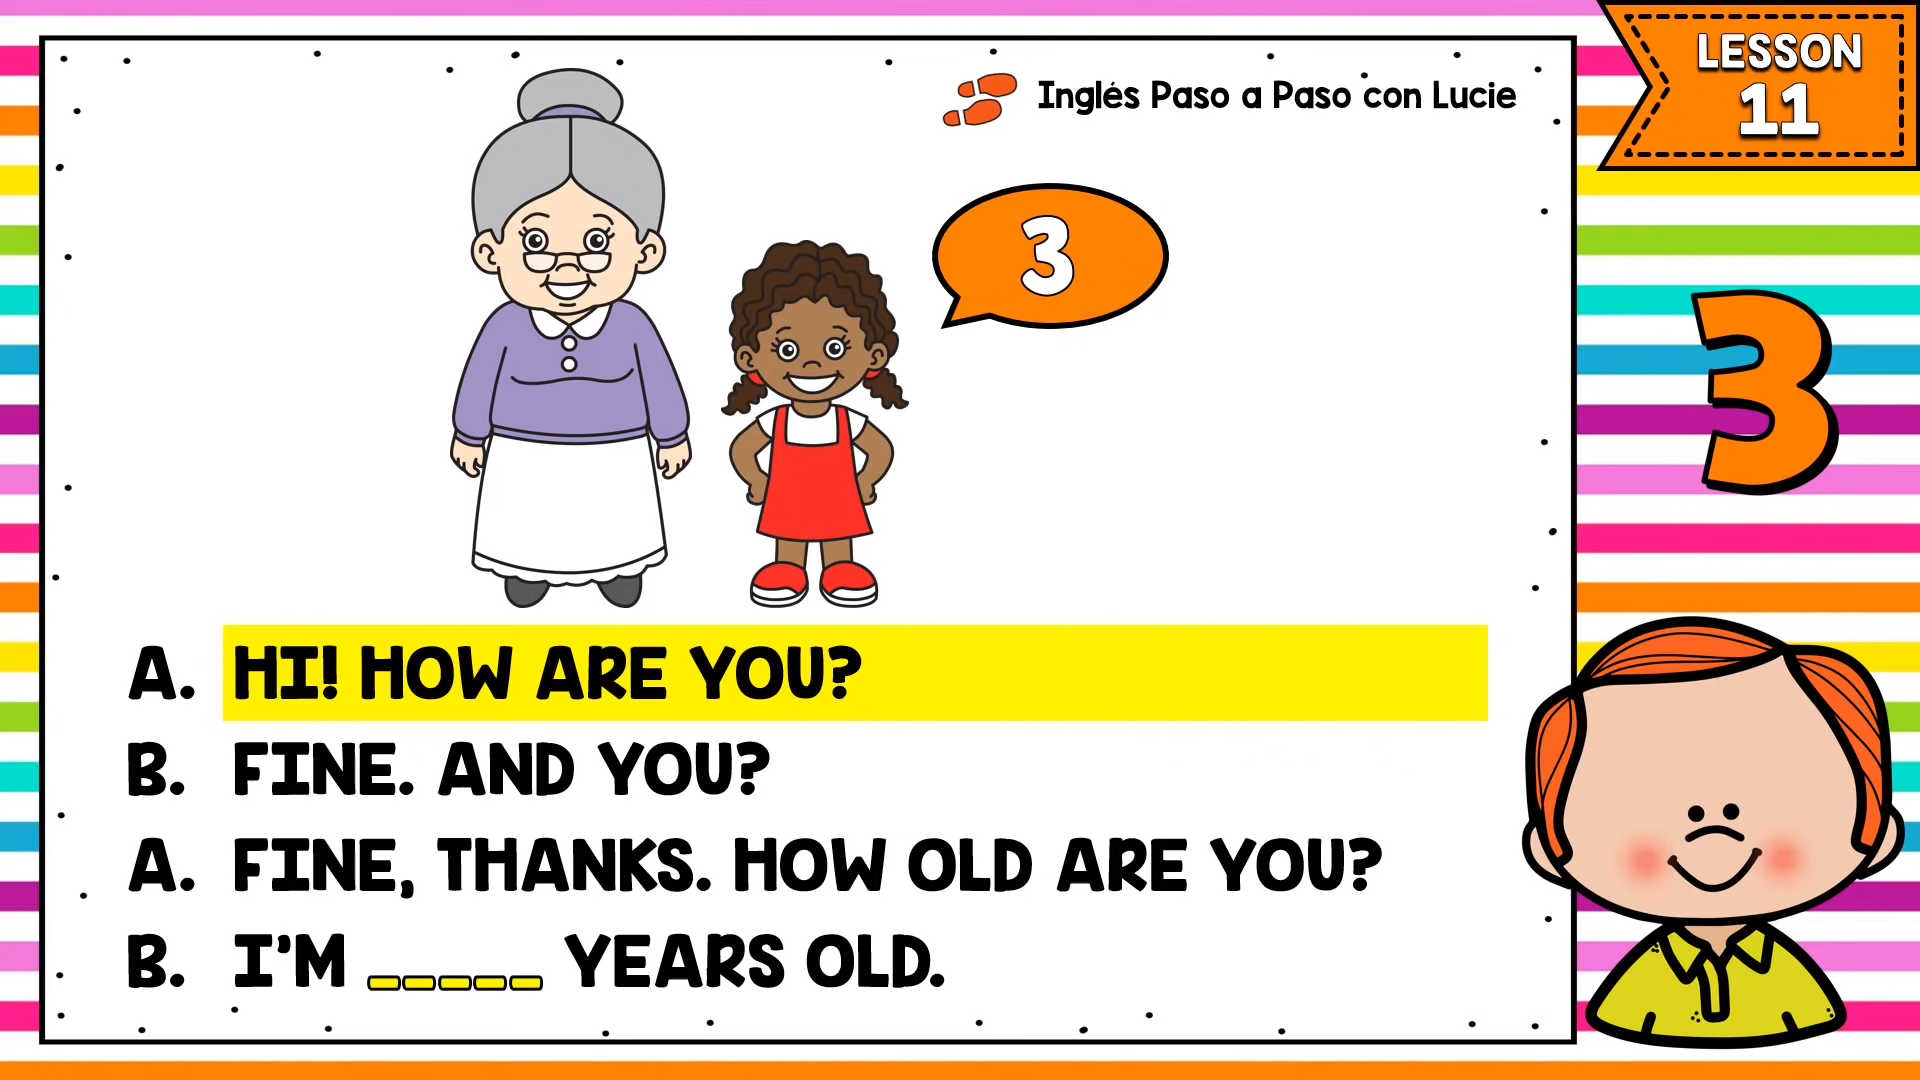 LESSON
11
Inglés Paso a Paso con Lucie
3
3
A. HI! HOW ARE YOU?
B. FINE. AND YOU?
A. FINE, THANKS. HOW OLD ARE YOU?
B. I'M _____ YEARS OLD.